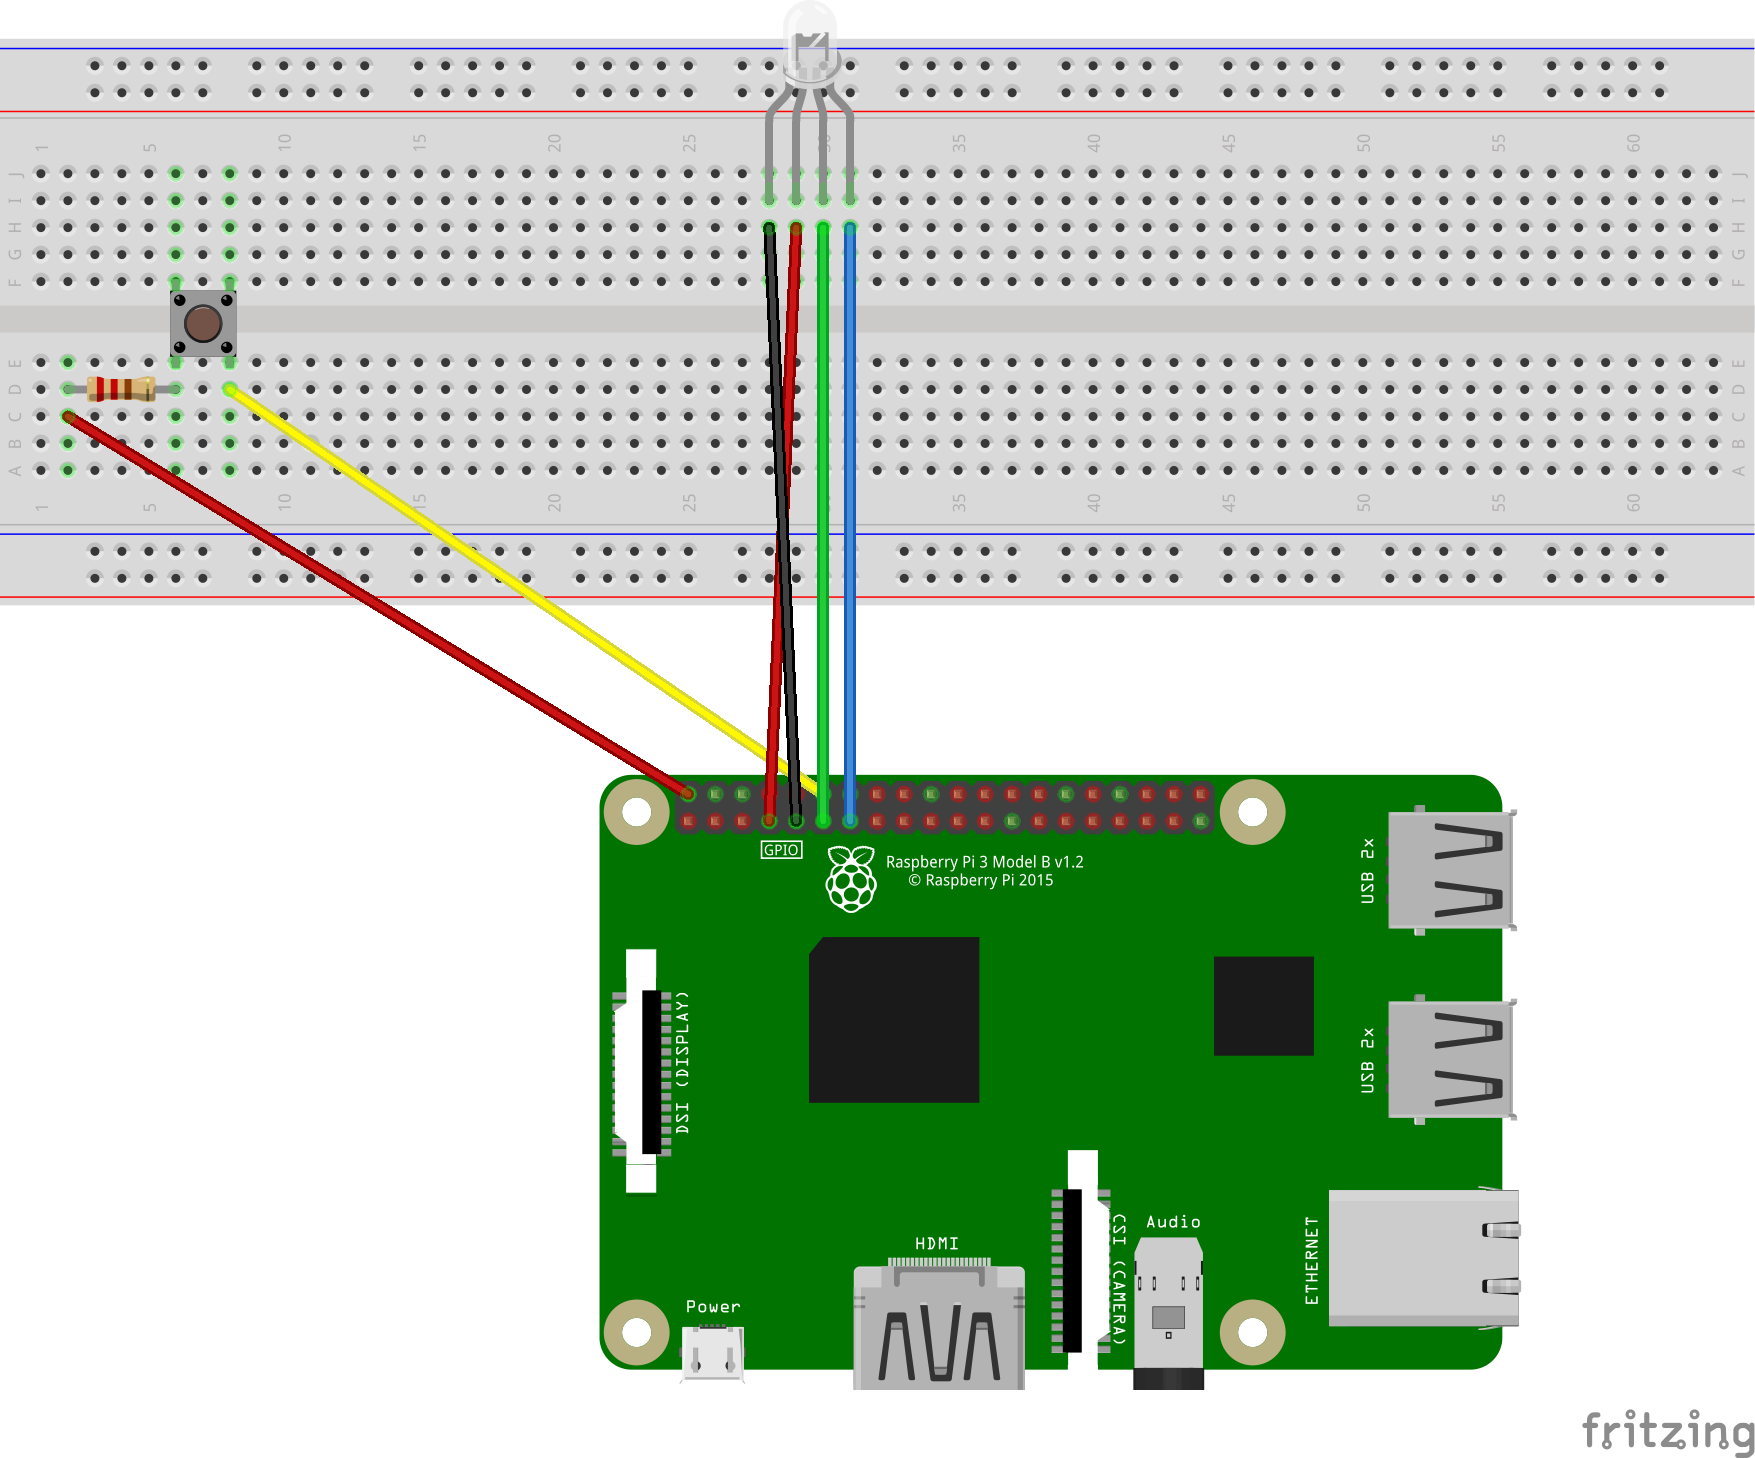 1 5 10 15 20 25 35 40 45 50 55 60
J J
I I
H H
G G
F F
E E
D D
C C
B B
A A
1 5 10 15 20 25 35 40 45 50 55 60
GPIO
Raspberry Pi 3 Model B v1.2
© Raspberry Pi 2015
USB 2x
DSI (DISPLAY)
USB 2x
CSI (CAMERA)
Audio
ETHERNET
HDMI
Power
fritzing